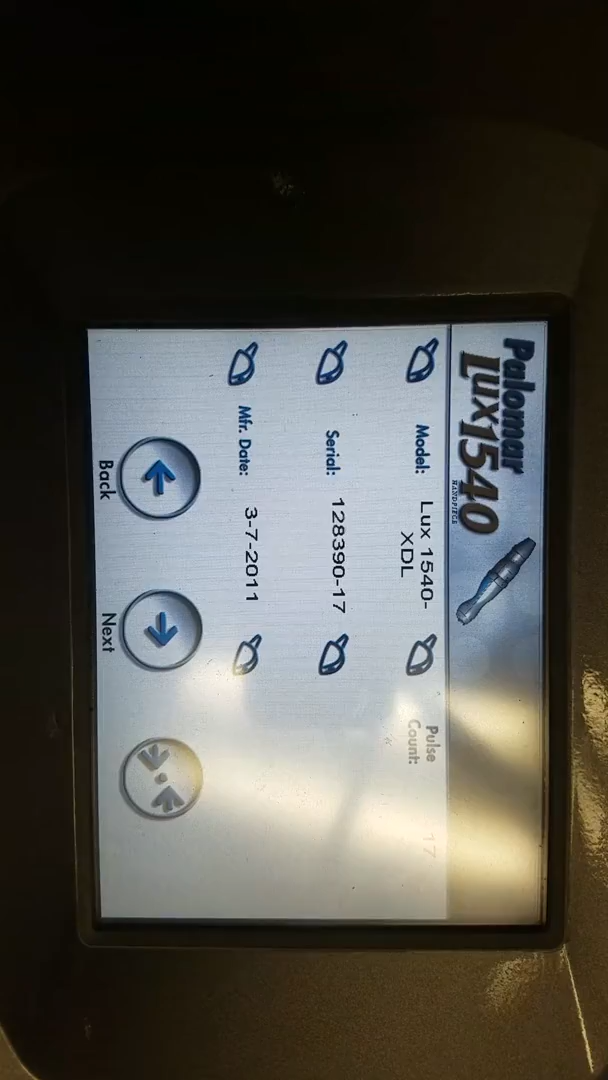 Palomar
Lux1540
HANDPIECE
Model: Lux 1540-
XDL
Serial: 128390-17
Mfr. Date: 3-7-2011
Pulse
Count:
Back
Next